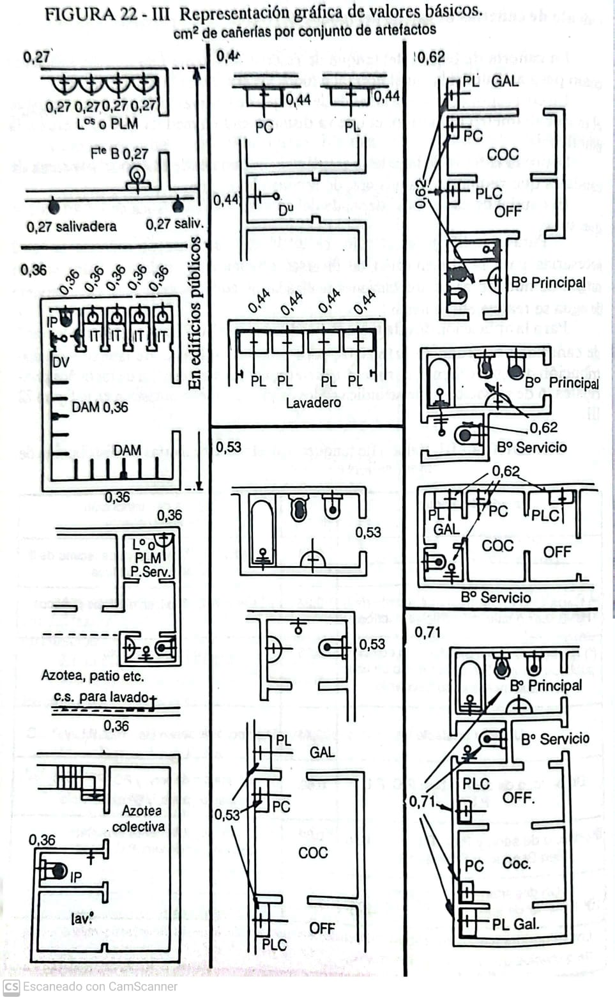 FIGURA 22 - III Representación gráfica de valores básicos.
cm² de cañerías por conjunto de artefactos
0,27
0,27 0,27 0,27 0,27
Lºs o PLM
Fte B 0,27
0,27 salivadera
0,27 saliv.
En edificios públicos
0,36
0,36 0,36 0,36 0,36 0,36
IP
IT IT IT IT
DV
DAM 0,36
DAM
0,36
0,36
Lº o
PLM
P.Serv.
Azotea, patio etc.
c.s. para lavado
0,36
Azotea
colectiva
0,36
IP
lav.
0,44
0,44
PC
PL
0,44
Dᵘ
0,44 0,44 0,44 0,44
PL PL PL PL
Lavadero
0,53
0,53
0,53
PL
GAL
PC
0,53
COC
OFF
PLC
0,62
PL GAL
PC
COC
0,62
PLC
OFF
Bº Principal
Bº Principal
0,62
Bº Servicio
0,62
PL
PC
PLC
GAL
COC
OFF
Bº Servicio
0,71
Bº Principal
Bº Servicio
PLC
OFF.
0,71
PC
Coc.
PL Gal.
CS Escaneado con CamScanner